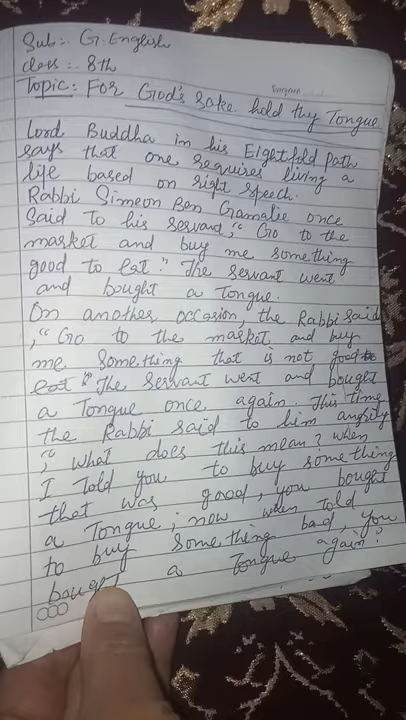 Sub:. G. English
class :- 8th
Topic: For God's Sake hold thy Tongue
Lord Buddha in his Eightfold Path
says that one requires living a
life based on right speech.
Rabbi Simeon Ben Gamalie once
said to his servant, "Go to the
market and buy me something
good to eat." The servant went
and bought a Tongue.
On another occasion, the Rabbi said
, "Go to the market and buy
me something that is not good to
eat" The servant went and bought
a Tongue once again. This time
the Rabbi said to him angrily
, "What does this mean? when
I Told you to buy something
that was good, you bought
a Tongue; now when told
to buy something bad, you
bought a Tongue again."